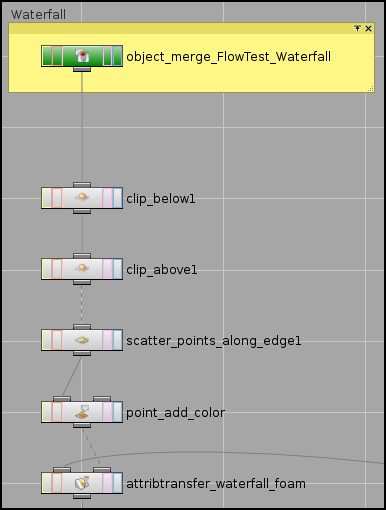 Waterfall
object_merge_FlowTest_Waterfall
clip_below1
clip_above1
scatter_points_along_edge1
point_add_color
attribtransfer_waterfall_foam